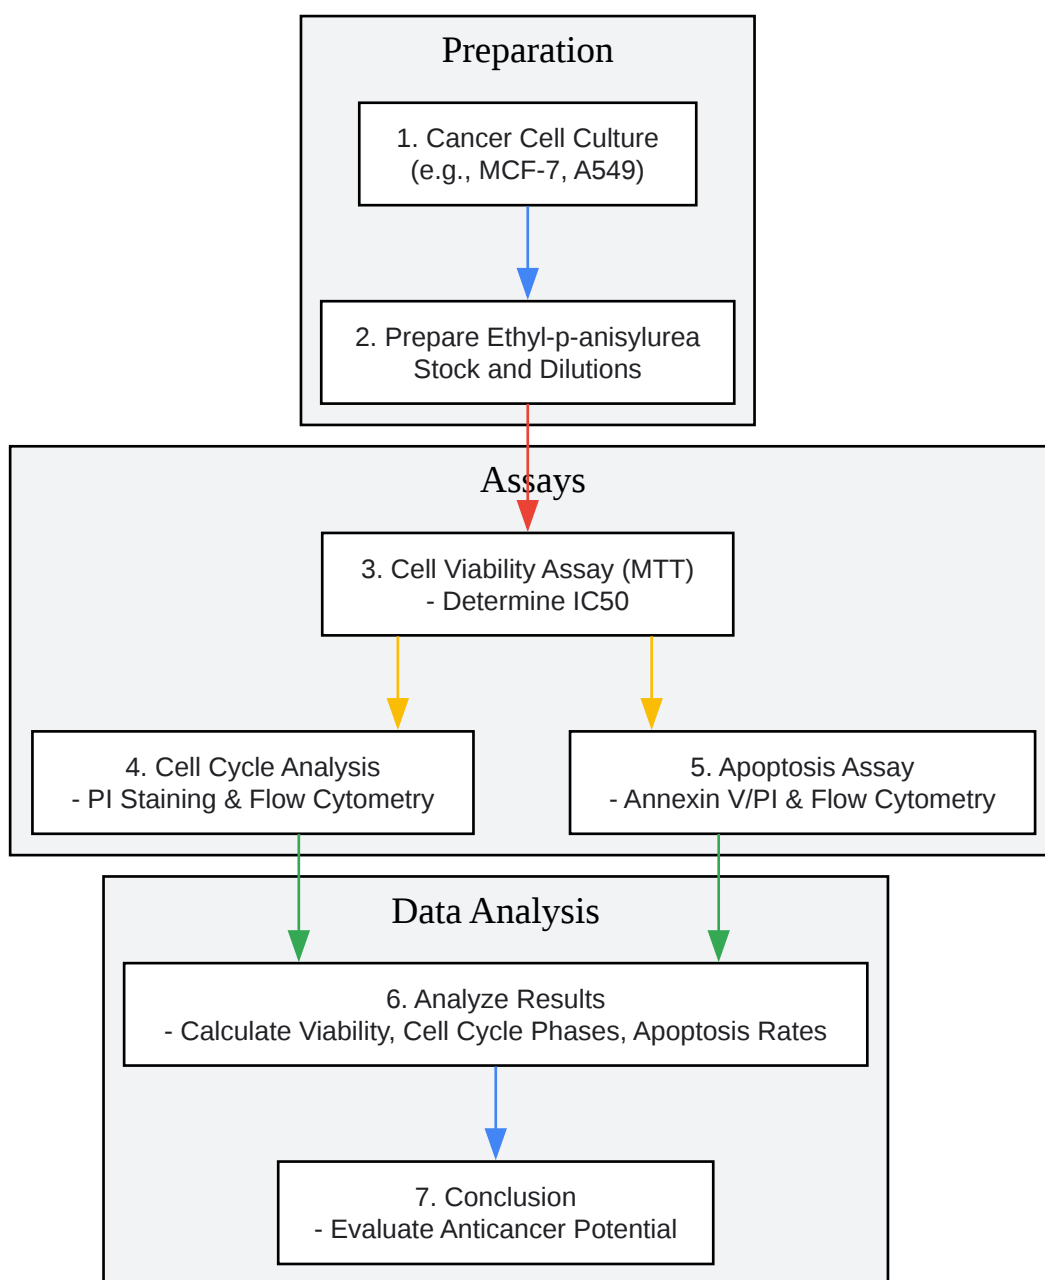 Preparation
1. Cancer Cell Culture
(e.g., MCF-7, A549)
2. Prepare Ethyl-p-anisylurea
Stock and Dilutions
Assays
3. Cell Viability Assay (MTT)
- Determine IC50
4. Cell Cycle Analysis
- PI Staining & Flow Cytometry
5. Apoptosis Assay
- Annexin V/PI & Flow Cytometry
Data Analysis
6. Analyze Results
- Calculate Viability, Cell Cycle Phases, Apoptosis Rates
7. Conclusion
- Evaluate Anticancer Potential